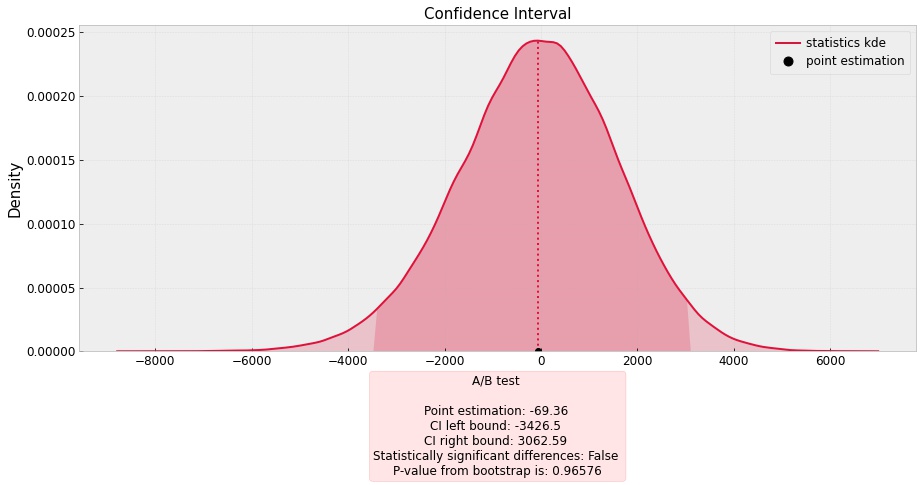 Confidence Interval
statistics kde
point estimation
Density
0.00025
0.00020
0.00015
0.00010
0.00005
0.00000
−8000 −6000 −4000 −2000 0 2000 4000 6000
A/B test
Point estimation: -69.36
CI left bound: -3426.5
CI right bound: 3062.59
Statistically significant differences: False
P-value from bootstrap is: 0.96576